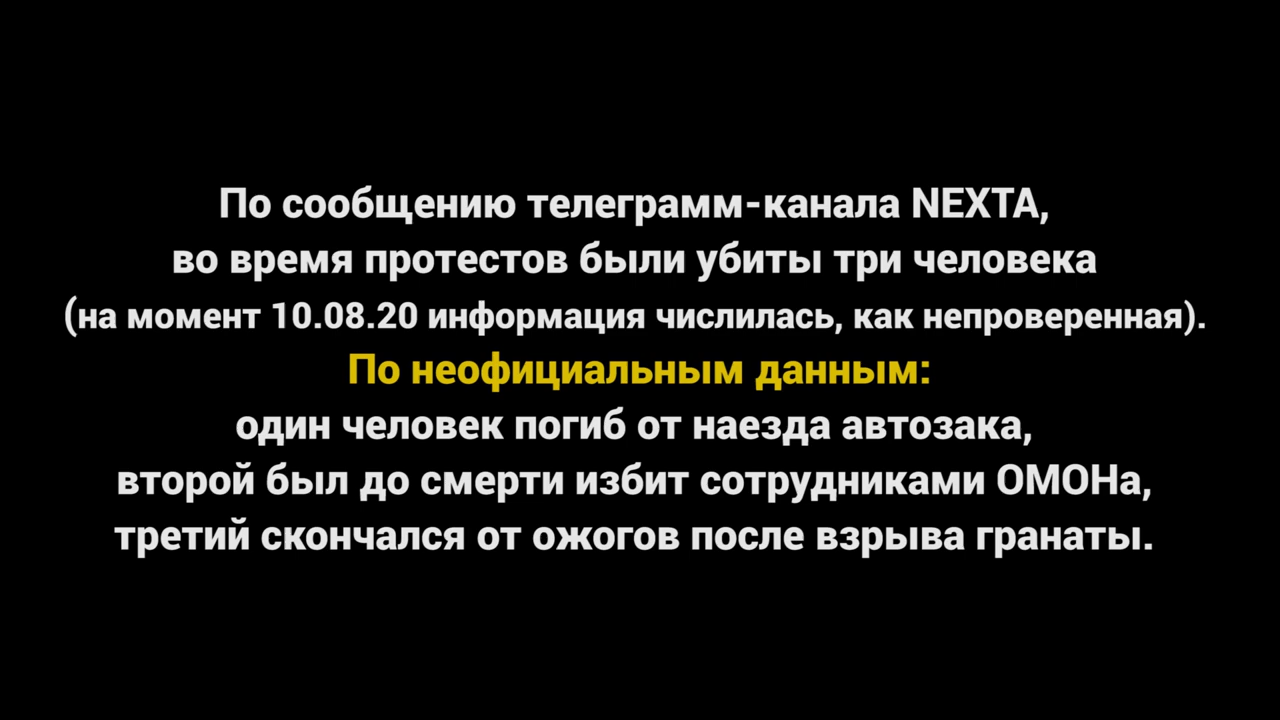 По сообщению телеграмм-канала NEXTA,
во время протестов были убиты три человека
(на момент 10.08.20 информация числилась, как непроверенная).
По неофициальным данным:
один человек погиб от наезда автозака,
второй был до смерти избит сотрудниками ОМОНа,
третий скончался от ожогов после взрыва гранаты.